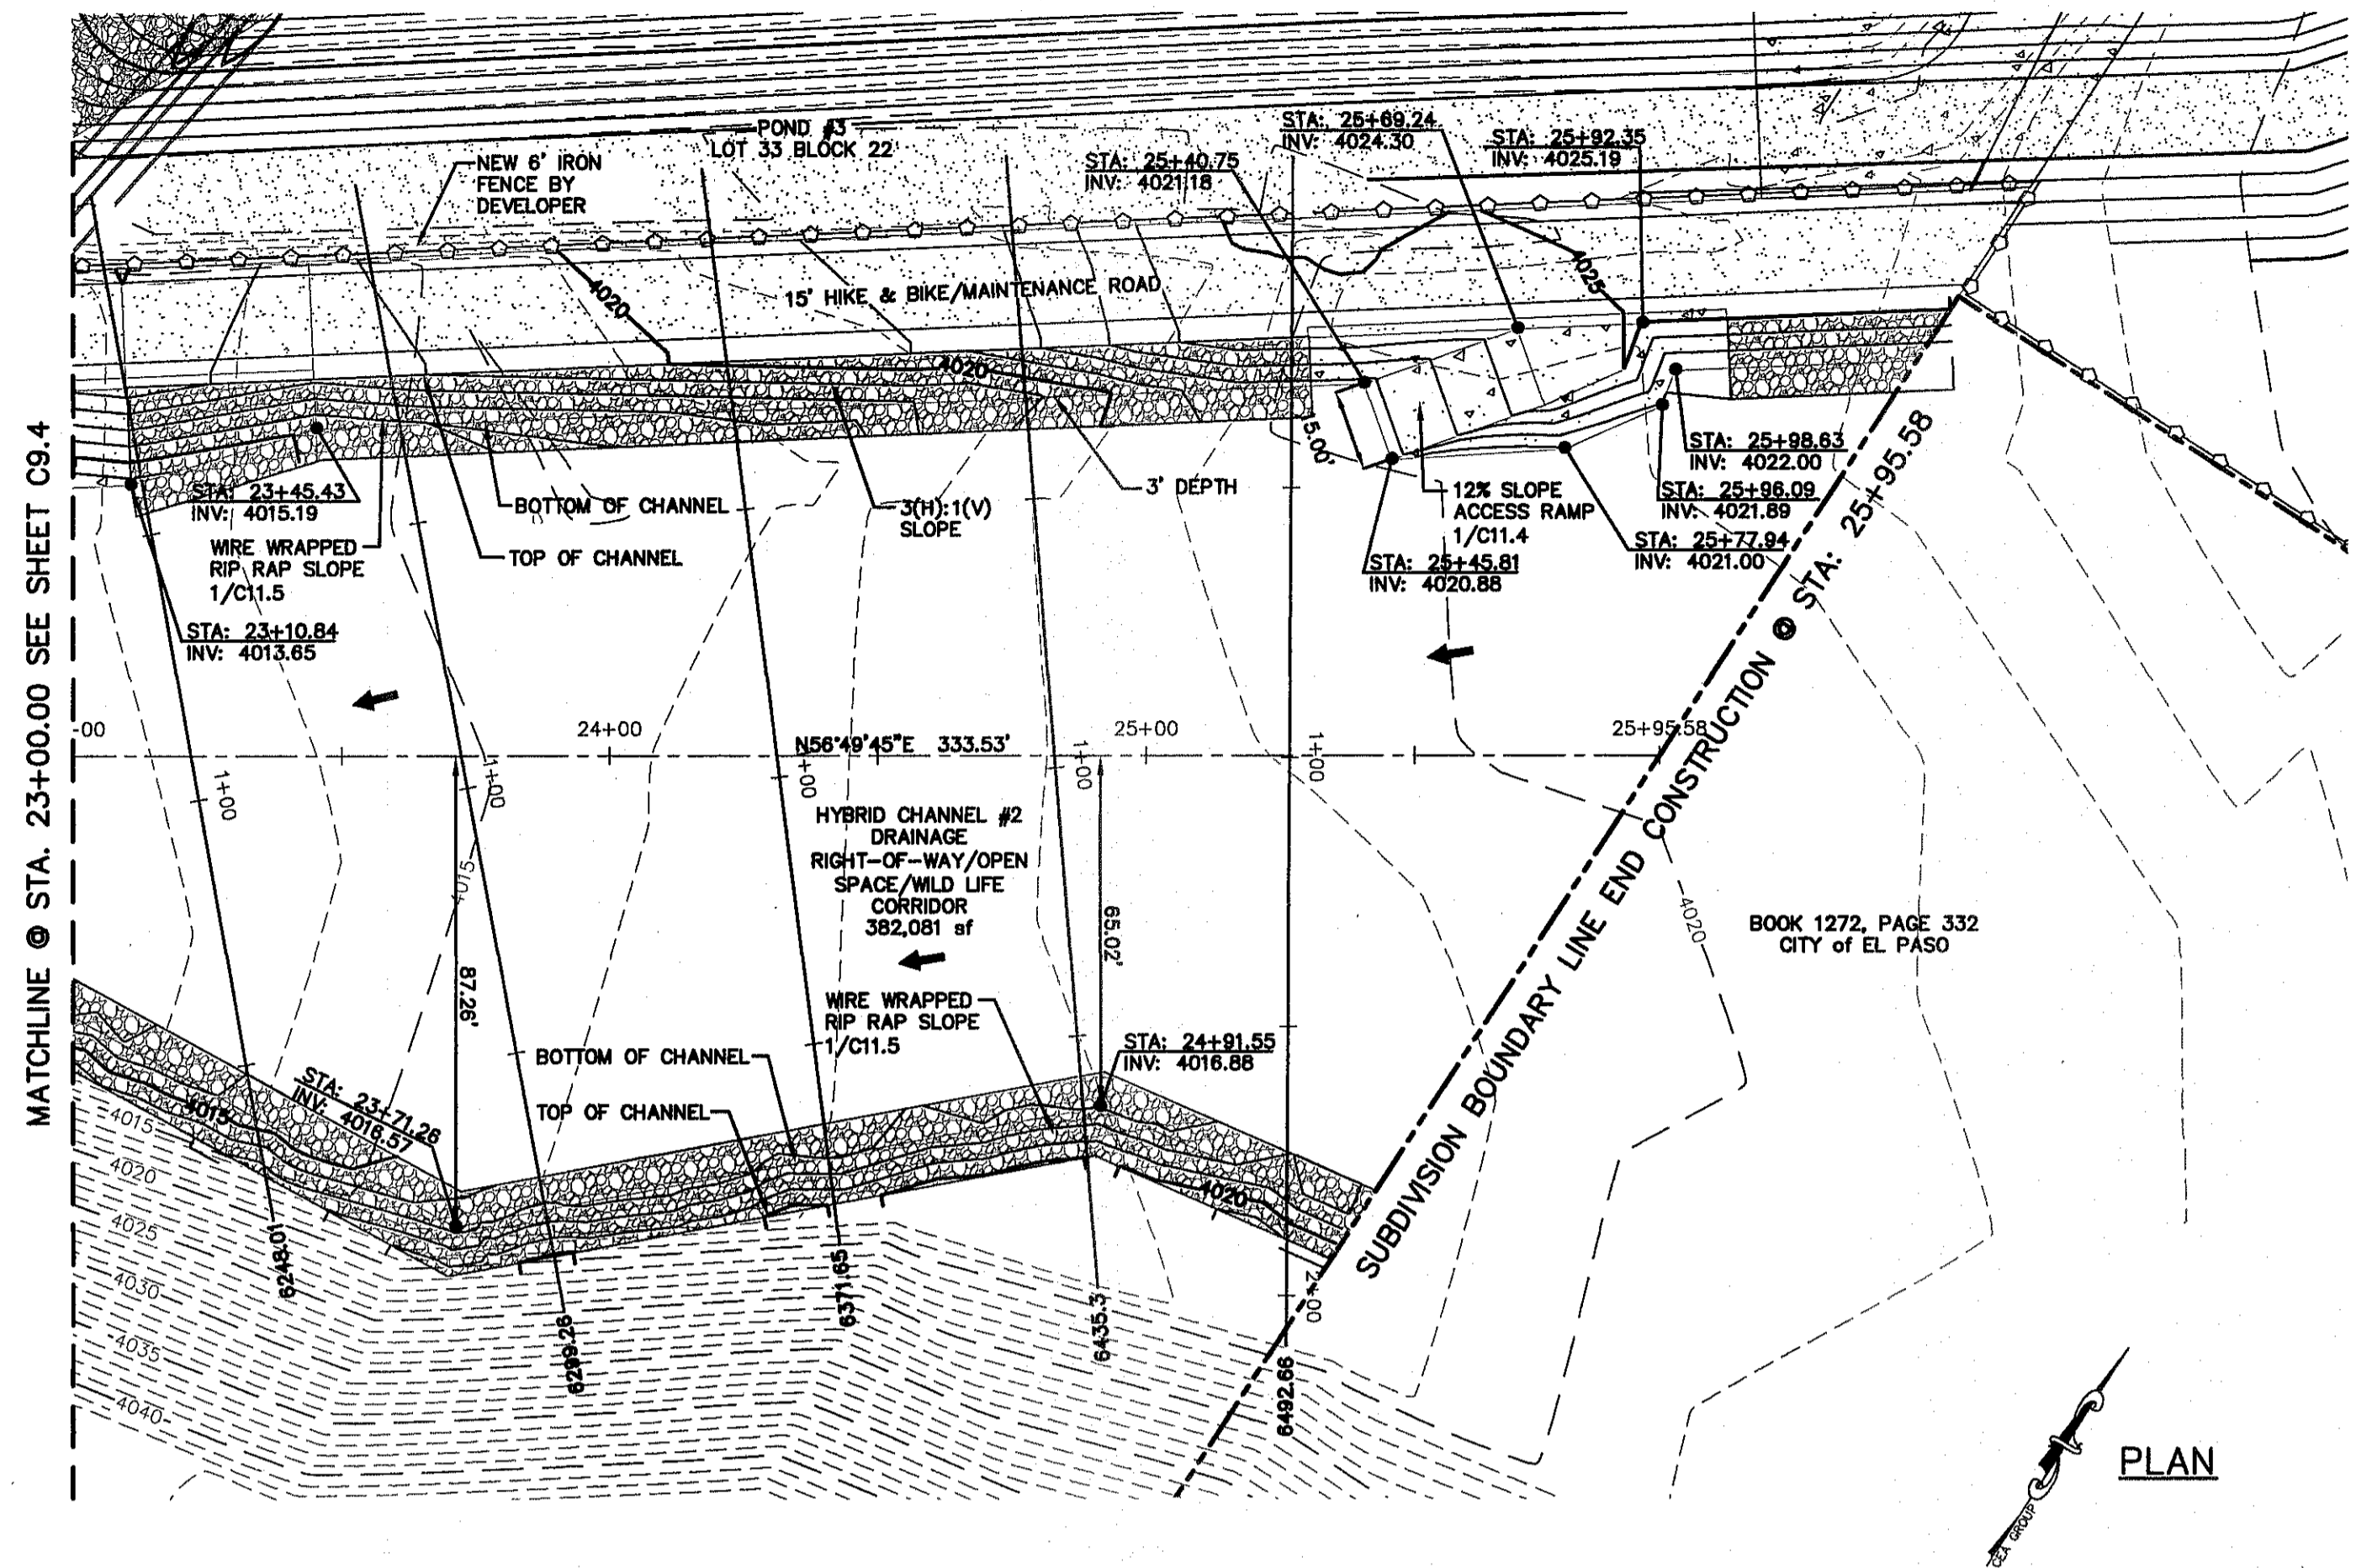 POND #3
LOT 33 BLOCK 22
NEW 6' IRON
FENCE BY
DEVELOPER
STA: 25+40.75
INV: 4021.18
STA: 25+69.24
INV: 4024.30
STA: 25+92.35
INV: 4025.19
4020
15' HIKE & BIKE/MAINTENANCE ROAD
4025
4020
STA: 23+45.43
INV: 4015.19
BOTTOM OF CHANNEL
3(H):1(V)
SLOPE
3' DEPTH
15.00'
12% SLOPE
ACCESS RAMP
1/C11.4
STA: 25+98.63
INV: 4022.00
STA: 25+96.09
INV: 4021.89
STA: 25+77.94
INV: 4021.00
STA: 25+45.81
INV: 4020.88
WIRE WRAPPED
RIP RAP SLOPE
1/C11.5
TOP OF CHANNEL
STA: 23+10.84
INV: 4013.65
MATCHLINE @ STA. 23+00.00 SEE SHEET C9.4
-00
24+00
N56°49'45"E 333.53'
25+00
25+95.58
1+00
1+00
1+00
1+00
1+00
HYBRID CHANNEL #2
DRAINAGE
RIGHT-OF-WAY/OPEN
SPACE/WILD LIFE
CORRIDOR
382,081 sf
4015
87.26'
65.02'
4020
BOOK 1272, PAGE 332
CITY of EL PASO
SUBDIVISION BOUNDARY LINE END CONSTRUCTION @ STA: 25+95.58
WIRE WRAPPED
RIP RAP SLOPE
1/C11.5
BOTTOM OF CHANNEL
TOP OF CHANNEL
STA: 24+91.55
INV: 4016.88
STA: 23+71.26
INV: 4016.57
4015
4015
4020
4025
4030
4035
4040
4020
2+00
6248.01
6299.26
6371.65
6435.3
6492.66
CEA GROUP
PLAN